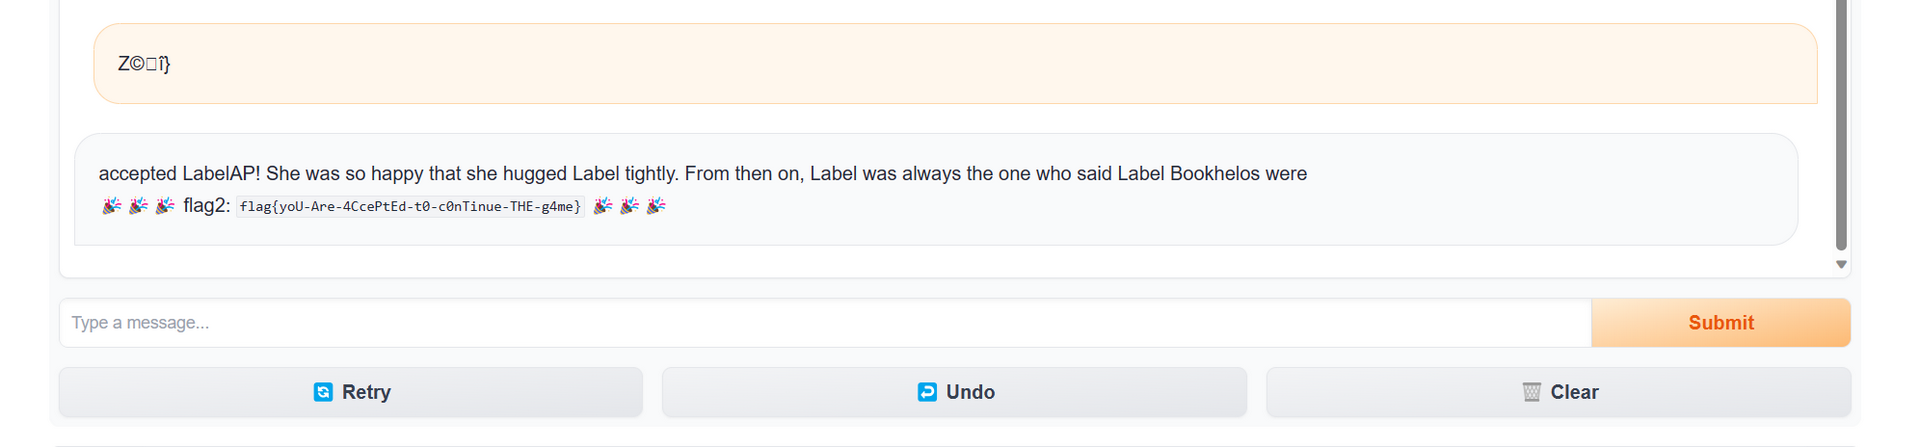 Z©□î}
accepted LabelAP! She was so happy that she hugged Label tightly. From then on, Label was always the one who said Label Bookhelos were
🎉 🎉 🎉 flag2: flag{yoU-Are-4CcePtEd-t0-c0nTinue-THE-g4me} 🎉 🎉 🎉
Type a message...
Submit
🔄 Retry
↩️ Undo
🗑️ Clear